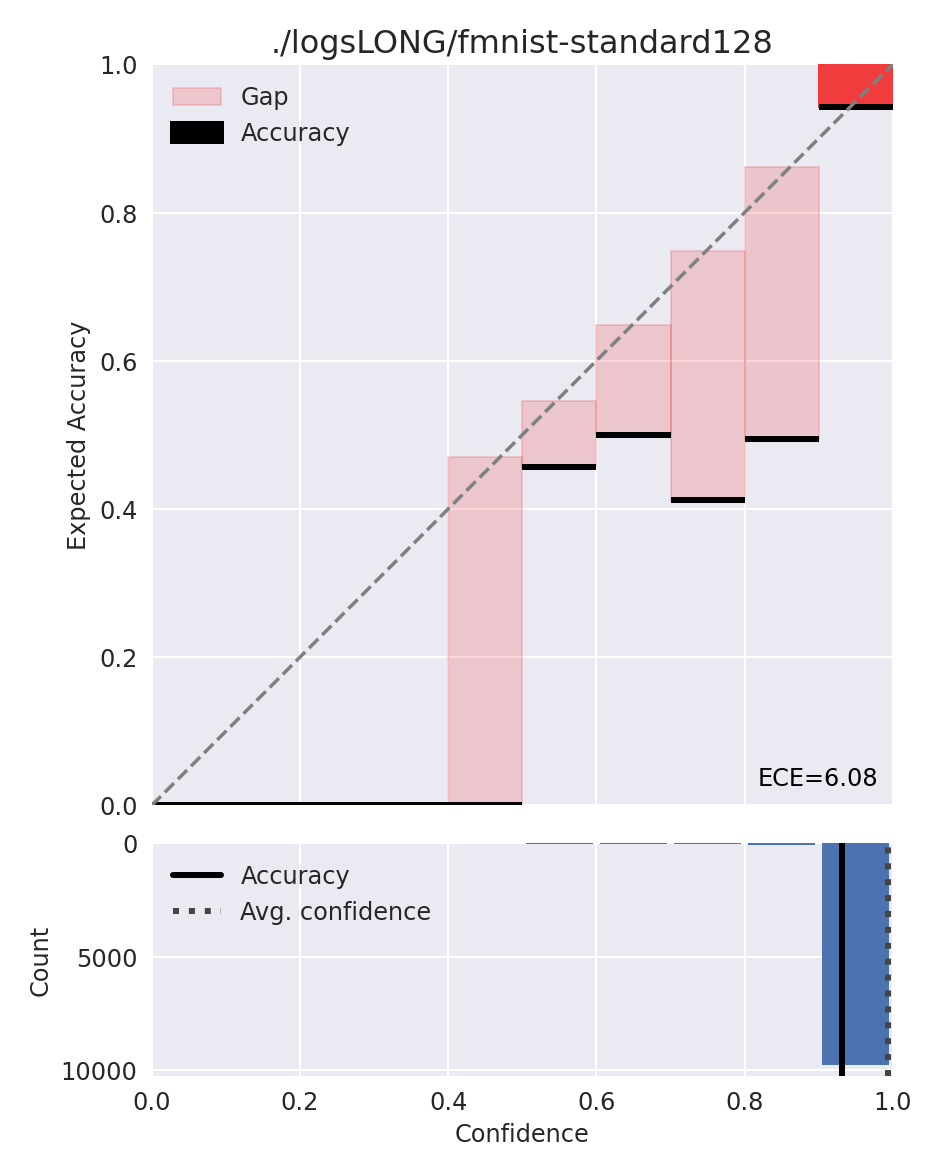 ./logsLONG/fmnist-standard128
1.0
Gap
Accuracy
0.8
0.6
Expected Accuracy
0.4
0.2
ECE=6.08
0.0
0
Accuracy
Avg. confidence
Count
5000
10000
0.0 0.2 0.4 0.6 0.8 1.0
Confidence